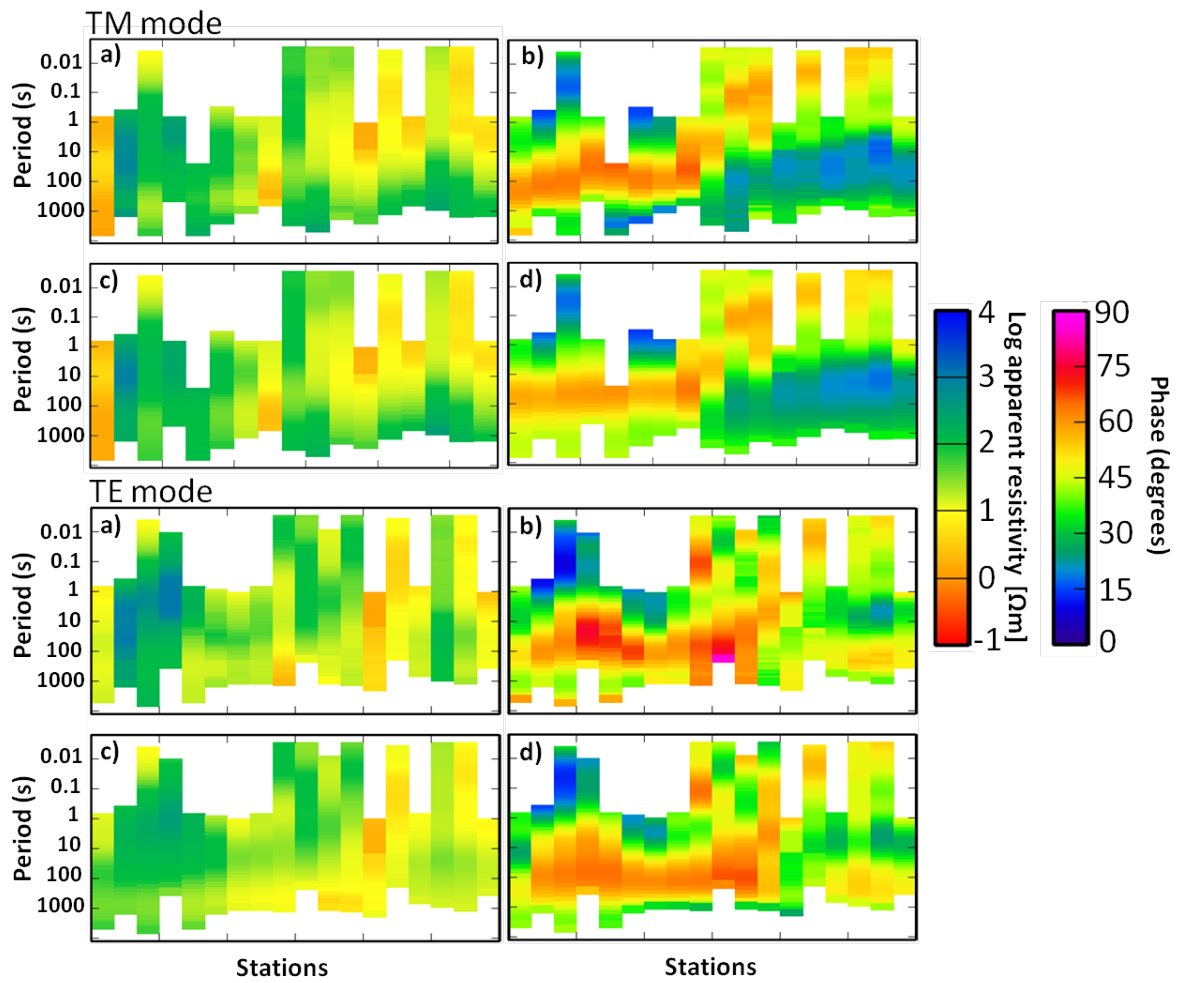 TM mode
a)
b)
Period (s)
0.01
0.1
1
10
100
1000
c)
d)
Period (s)
0.01
0.1
1
10
100
1000
TE mode
a)
b)
Period (s)
0.01
0.1
1
10
100
1000
c)
d)
Period (s)
0.01
0.1
1
10
100
1000
Stations
Stations
4
3
2
1
0
-1
Log apparent resistivity [Ωm]
90
75
60
45
30
15
0
Phase (degrees)